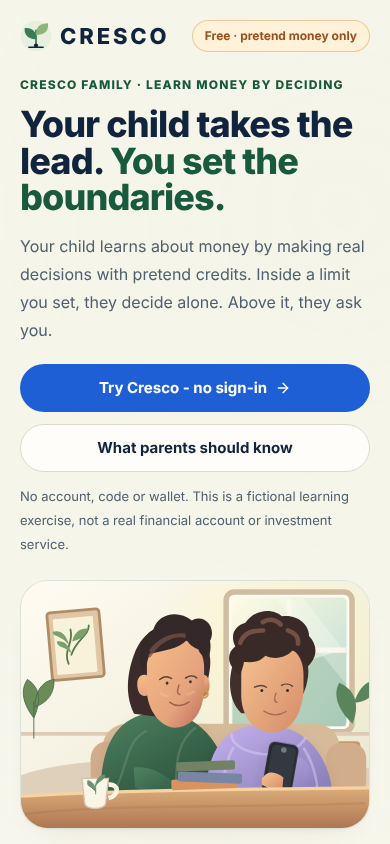 CRESCO
Free · pretend money only
CRESCO FAMILY · LEARN MONEY BY DECIDING
Your child takes the
lead. You set the
boundaries.
Your child learns about money by making real
decisions with pretend credits. Inside a limit
you set, they decide alone. Above it, they ask
you.
Try Cresco - no sign-in →
What parents should know
No account, code or wallet. This is a fictional learning
exercise, not a real financial account or investment
service.